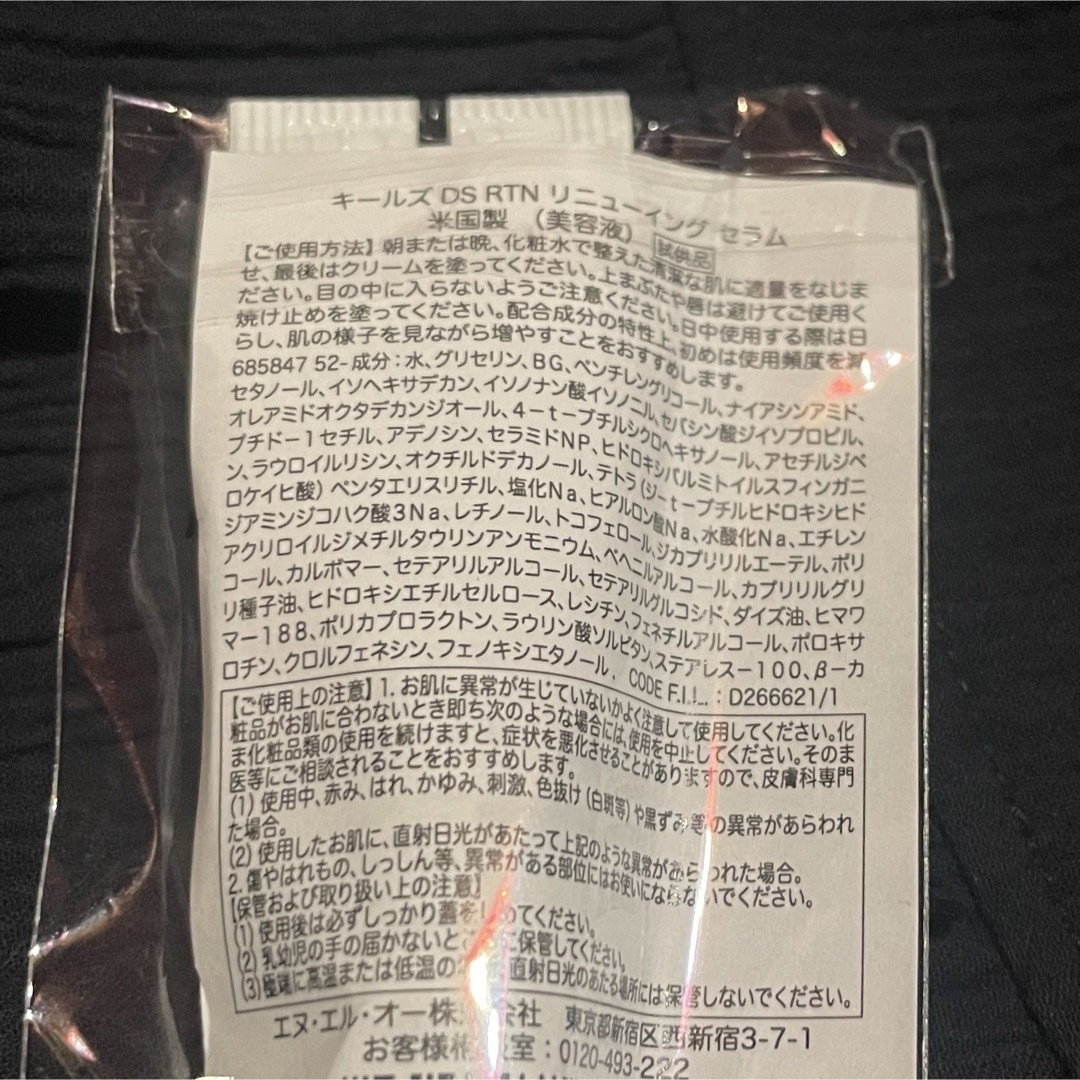 キールズ DS RTN リニューイング セラム
米国製 （美容液） 試供品
【ご使用方法】朝または晩、化粧水で整えた清潔な肌に適量をなじま
せ、最後はクリームを塗ってください。上まぶたや唇は避けてご使用く
ださい。目の中に入らないようご注意ください。日中使用する際は日
焼け止めを塗ってください。配合成分の特性上、初めは使用頻度を減
らし、肌の様子を見ながら増やすことをおすすめします。
685847 52-成分：水、グリセリン、BG、ペンチレングリコール、ナイアシンアミド、
セタノール、イソヘキサデカン、イソノナン酸イソノニル、セバシン酸ジイソプロピル、
オレアミドオクタデカンジオール、4－t－ブチルシクロヘキサノール、アセチルジペ
プチド－1セチル、アデノシン、セラミドNP、ヒドロキシパルミトイルスフィンガニ
ン、ラウロイルリシン、オクチルドデカノール、テトラ（ジ－t－ブチルヒドロキシヒド
ロケイヒ酸）ペンタエリスリチル、塩化Na、ヒアルロン酸Na、水酸化Na、エチレン
ジアミンジコハク酸3Na、レチノール、トコフェロール、ジカプリリルエーテル、ポリ
アクリロイルジメチルタウリンアンモニウム、ベヘニルアルコール、カプリリルグリ
コール、カルボマー、セテアリルアルコール、セテアリルグルコシド、ダイズ油、ヒマワ
リ種子油、ヒドロキシエチルセルロース、レシチン、フェネチルアルコール、ポロキサ
マー188、ポリカプロラクトン、ラウリン酸ソルビタン、ステアレス－100、β－カ
ロチン、クロルフェネシン、フェノキシエタノール. CODE F.I.L.：D266621/1
【ご使用上の注意】1. お肌に異常が生じていないかよく注意して使用してください。化
粧品がお肌に合わないとき即ち次のような場合には、使用を中止してください。そのま
ま化粧品類の使用を続けますと、症状を悪化させることがありますので、皮膚科専門
医等にご相談されることをおすすめします。
(1) 使用中、赤み、はれ、かゆみ、刺激、色抜け（白斑等）や黒ずみ等の異常があらわれ
た場合。
(2) 使用したお肌に、直射日光があたって上記のような異常があらわれた場合。
2. 傷やはれもの、しっしん等、異常がある部位にはお使いにならないでください。
【保管および取り扱い上の注意】
(1) 使用後は必ずしっかり蓋をしめてください。
(2) 乳幼児の手の届かないところに保管してください。
(3) 極端に高温または低温の 直射日光のあたる場所には保管しないでください。
エヌ・エル・オー株式会社 東京都新宿区西新宿3-7-1
お客様相談室：0120-493-222